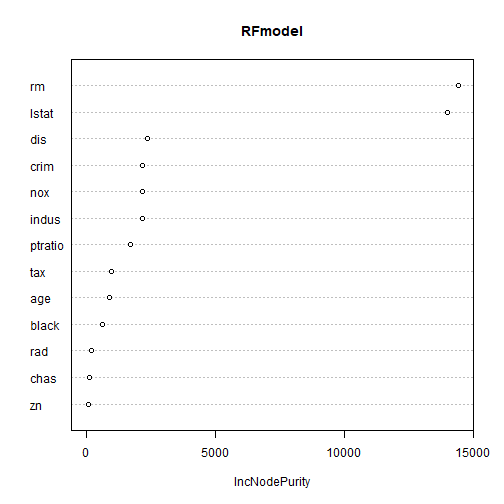 RFmodel
rm
lstat
dis
crim
nox
indus
ptratio
tax
age
black
rad
chas
zn
0 5000 10000 15000
IncNodePurity